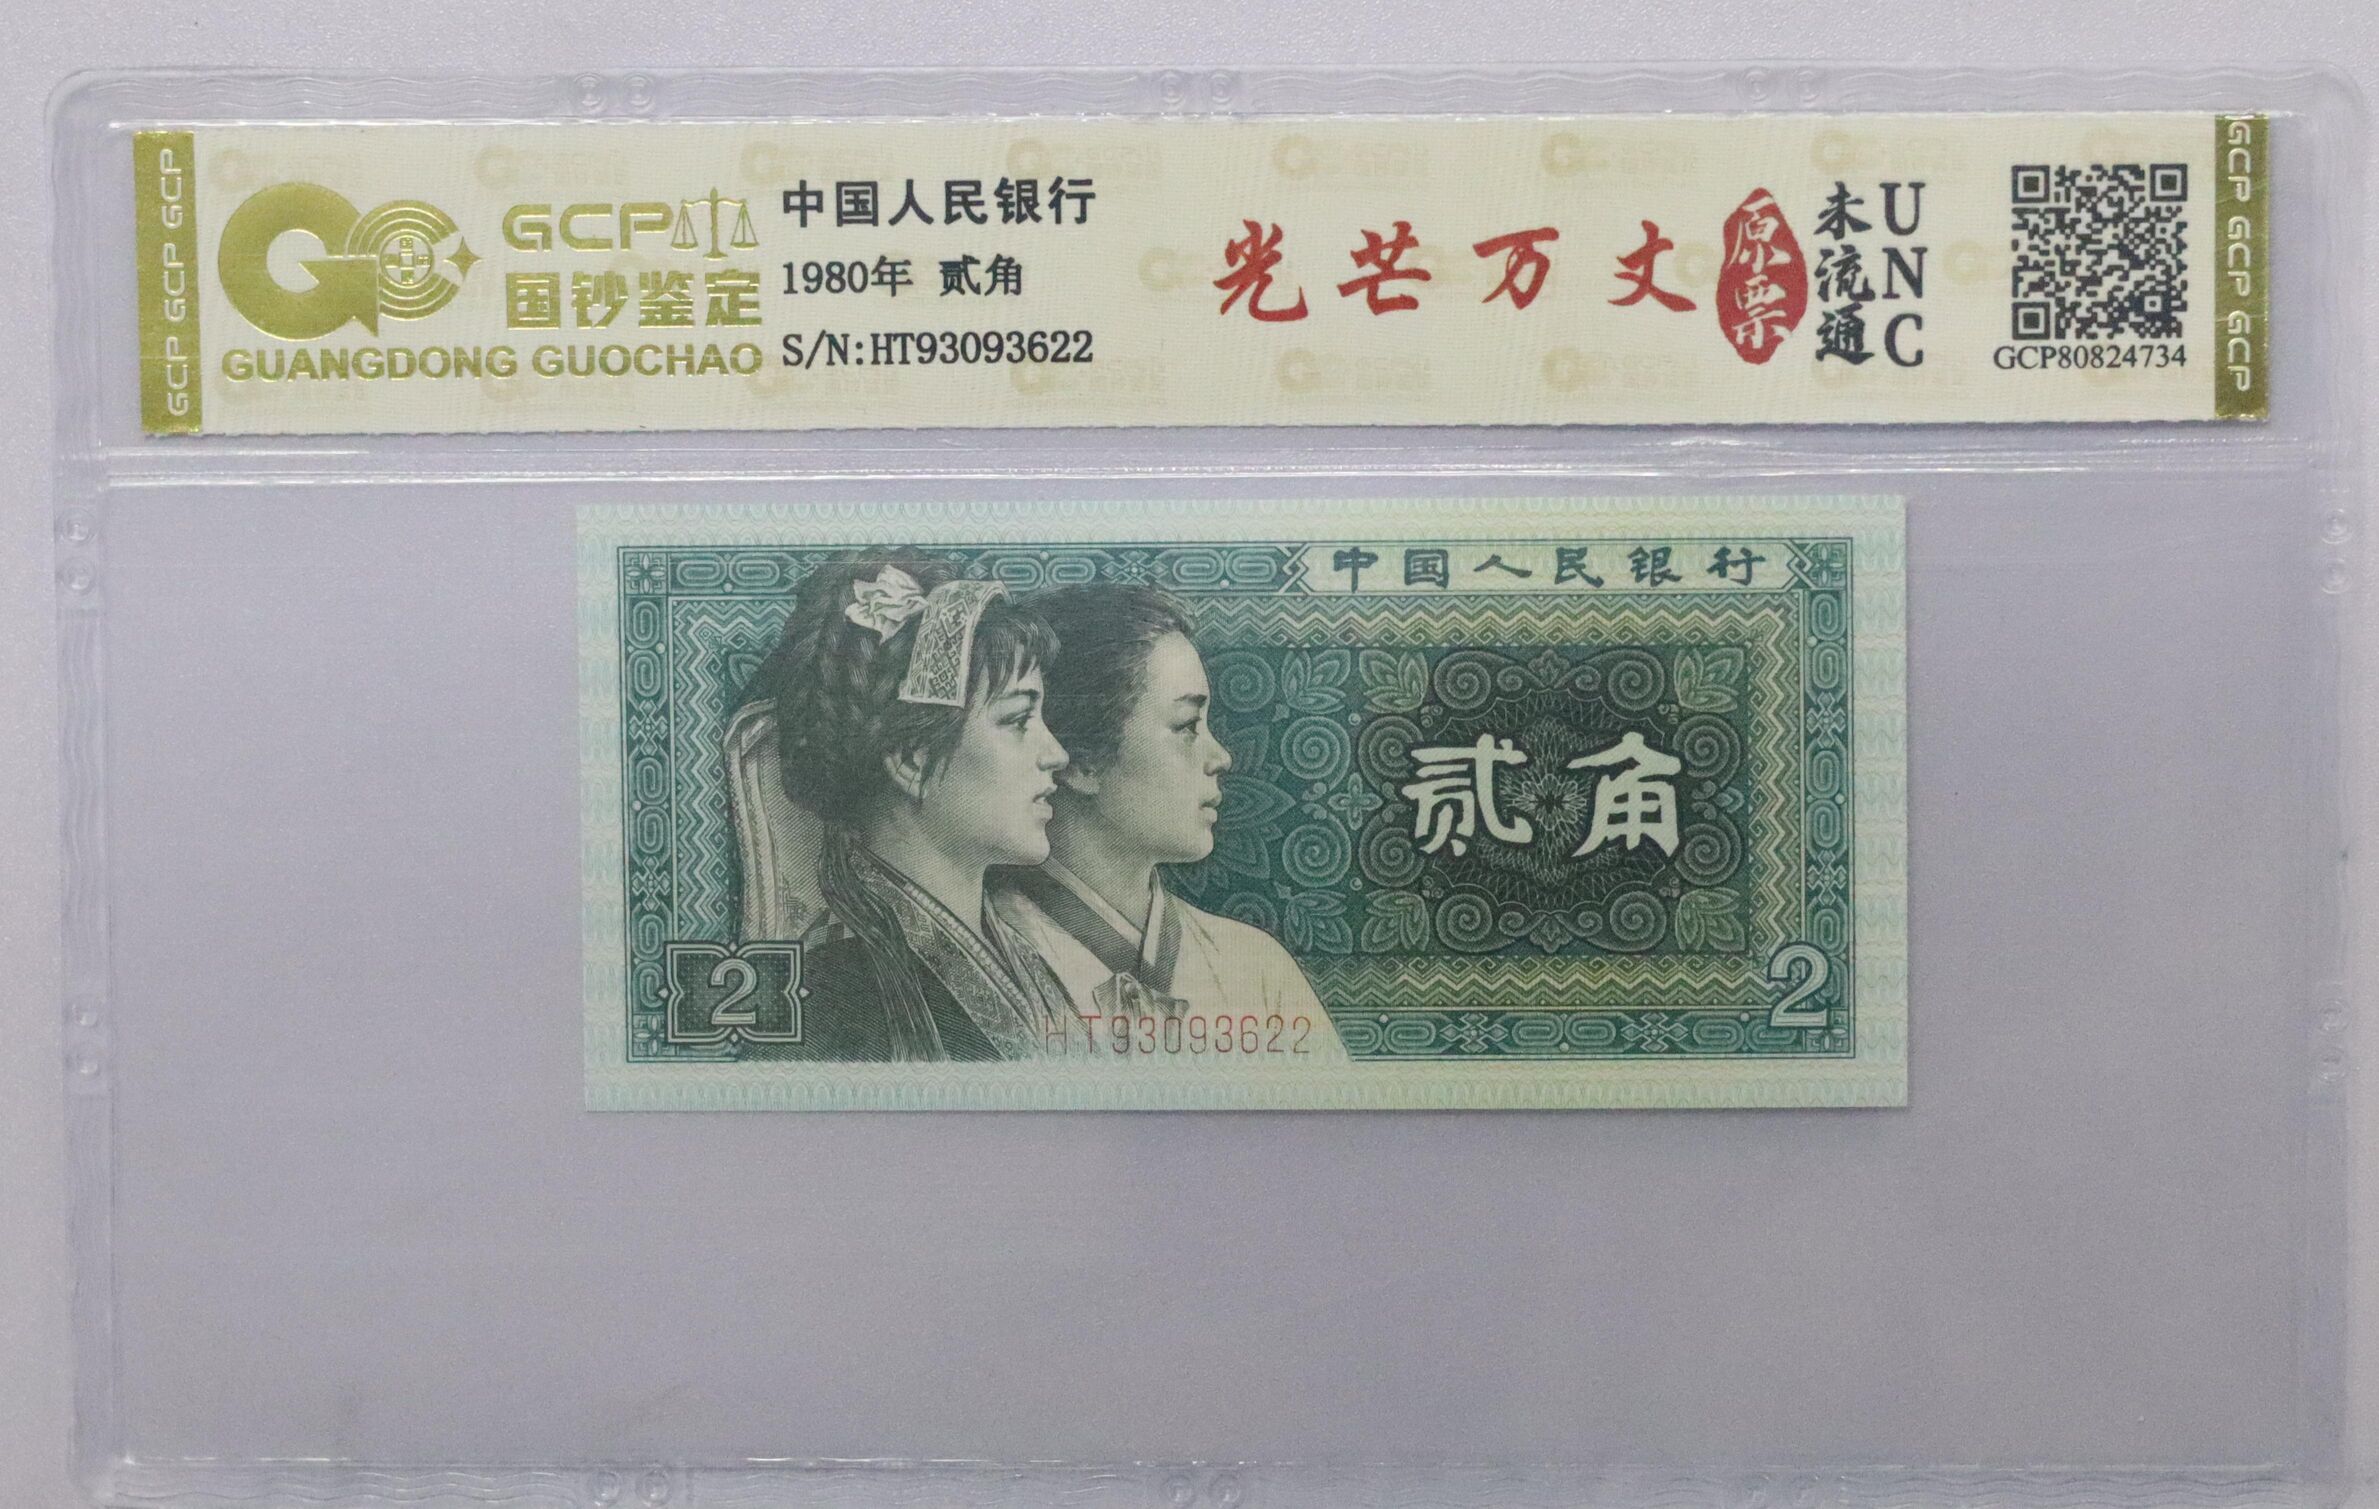 GCP GCP GCP
GCP
国钞鉴定
GUANGDONG GUOCHAO
中国人民银行
1980年 贰角
S/N:HT93093622
光芒万丈
原票
未流通
UNC
GCP80824734
GCP GCP GCP
中国人民银行
贰角
2
2
HT93093622